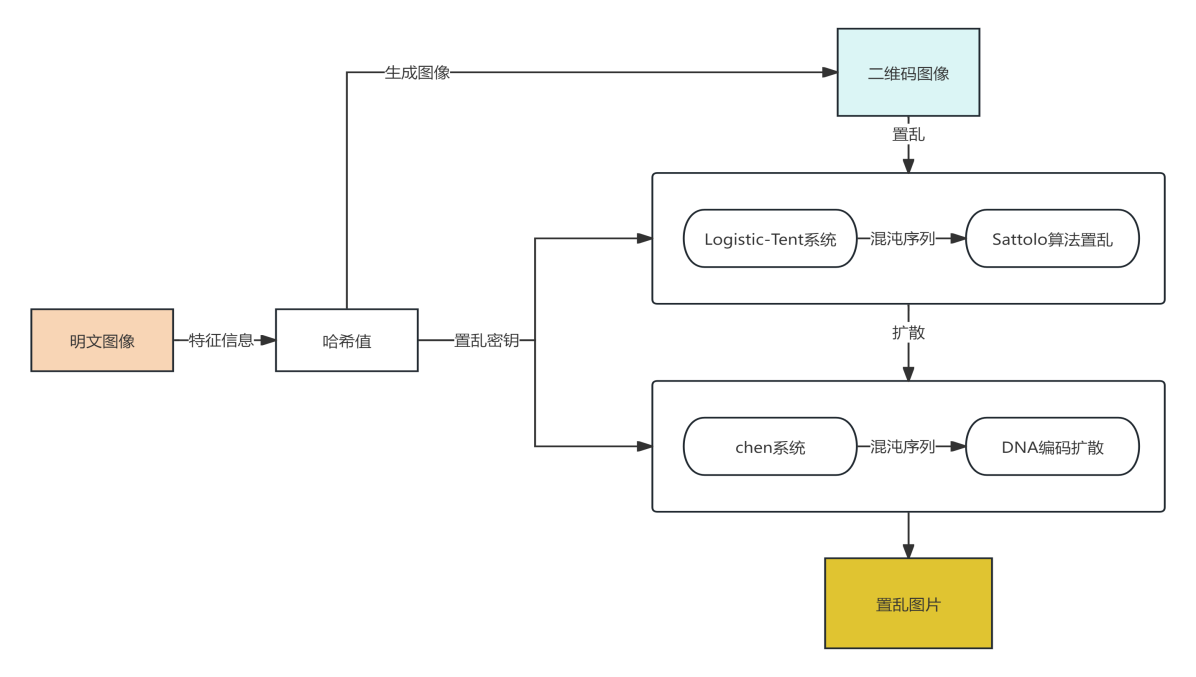 生成图像
二维码图像
置乱
Logistic-Tent系统
混沌序列
Sattolo算法置乱
明文图像
特征信息
哈希值
置乱密钥
扩散
chen系统
混沌序列
DNA编码扩散
置乱图片